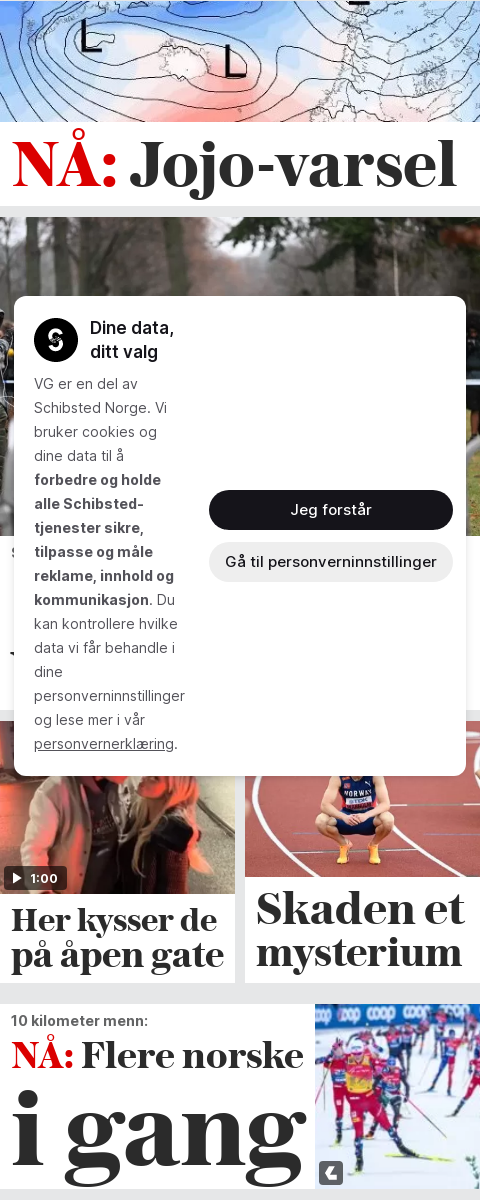 L
L
NÅ: Jojo-varsel
Dine data,
ditt valg
VG er en del av
Schibsted Norge. Vi
bruker cookies og
dine data til å
forbedre og holde
alle Schibsted-
tjenester sikre,
tilpasse og måle
reklame, innhold og
kommunikasjon. Du
kan kontrollere hvilke
data vi får behandle i
dine
personverninnstillinger
og lese mer i vår
personvernerklæring.
Jeg forstår
Gå til personverninnstillinger
NORWAY
1:00
Her kysser de
på åpen gate
Skaden et
mysterium
10 kilometer menn:
NÅ: Flere norske
i gang
coop
coop
coop